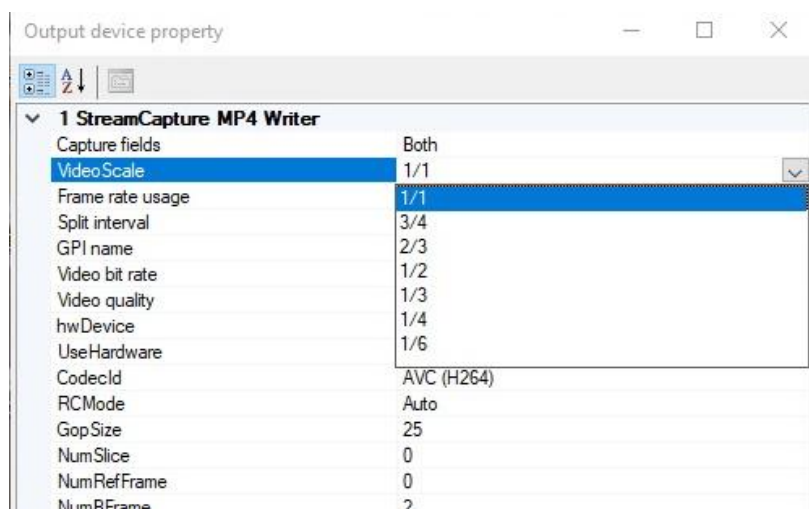 Output device property
1 StreamCapture MP4 Writer
Capture fields Both
VideoScale 1/1
Frame rate usage 1/1
Split interval 3/4
GPI name 2/3
Video bit rate 1/2
Video quality 1/3
hwDevice 1/4
UseHardware 1/6
CodecId AVC (H264)
RCMode Auto
GopSize 25
NumSlice 0
NumRefFrame 0
NumBFrame 2